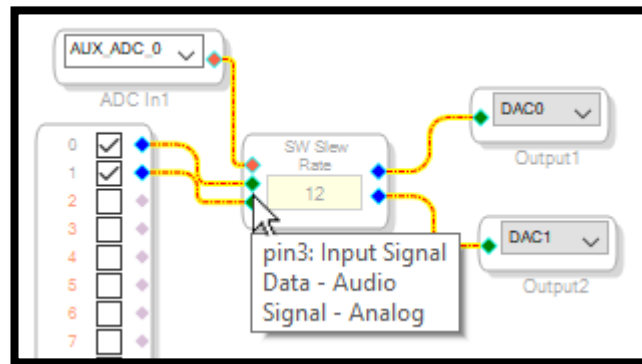 AUX_ADC_0
ADC In1
0
1
2
3
4
5
6
7
SW Slew
Rate
12
DAC0
Output1
DAC1
Output2
pin3: Input Signal
Data - Audio
Signal - Analog